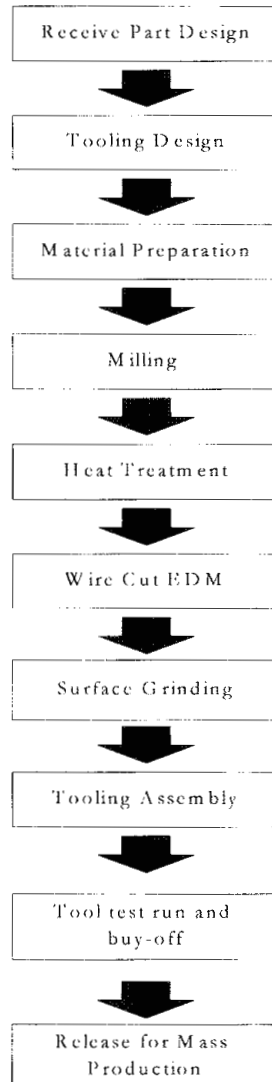 Receive Part Design
Tooling Design
Material Preparation
Milling
Heat Treatment
Wire Cut EDM
Surface Grinding
Tooling Assembly
Tool test run and
buy-off
Release for Mass
Production